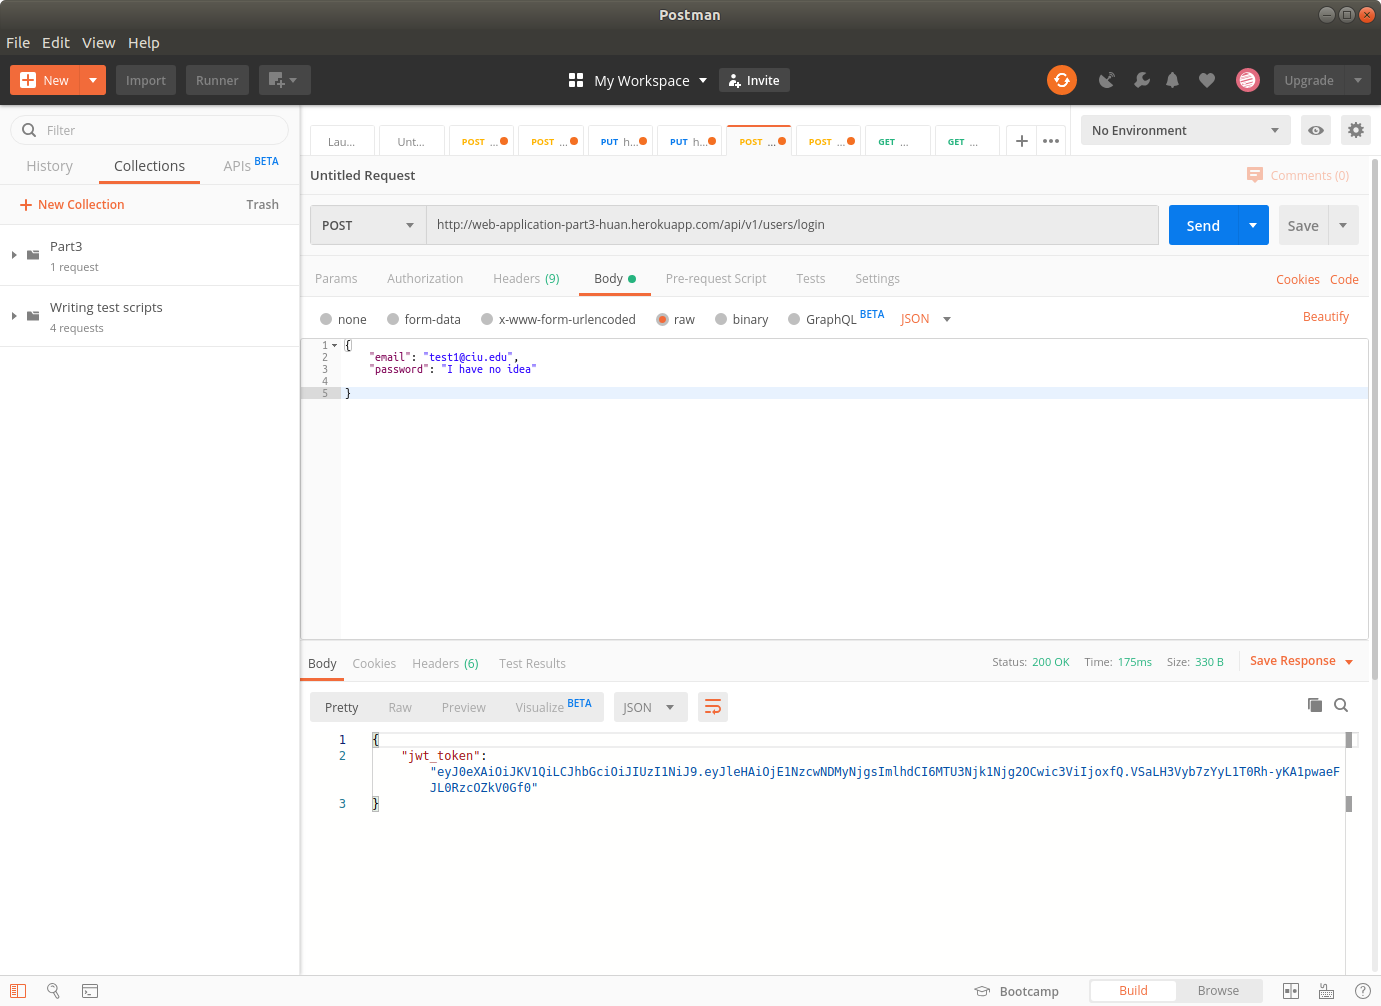 Postman
File Edit View Help
New Import Runner My Workspace Invite Upgrade
Filter
History Collections APIs BETA
New Collection Trash
Part3
1 request
Writing test scripts
4 requests
Lau... Unt... POST ... POST ... PUT h... PUT h... POST ... POST ... GET ... GET ... No Environment
Untitled Request Comments (0)
POST http://web-application-part3-huan.herokuapp.com/api/v1/users/login Send Save
Params Authorization Headers (9) Body Pre-request Script Tests Settings Cookies Code
none form-data x-www-form-urlencoded raw binary GraphQL BETA JSON Beautify
1 {
2 "email": "test1@ciu.edu",
3 "password": "I have no idea"
4
5 }
Body Cookies Headers (6) Test Results Status: 200 OK Time: 175ms Size: 330 B Save Response
Pretty Raw Preview Visualize BETA JSON
1 {
2 "jwt_token":
"eyJ0eXAiOiJKV1QiLCJhbGciOiJIUzI1NiJ9.eyJleHAiOjE1NzcwNDMyNjgsImlhdCI6MTU3Njk1Njg2OCwic3ViIjoxfQ.VSaLH3Vyb7zYyL1T0Rh-yKA1pwaeF
JL0RzcOZkV0Gf0"
3 }
Bootcamp Build Browse